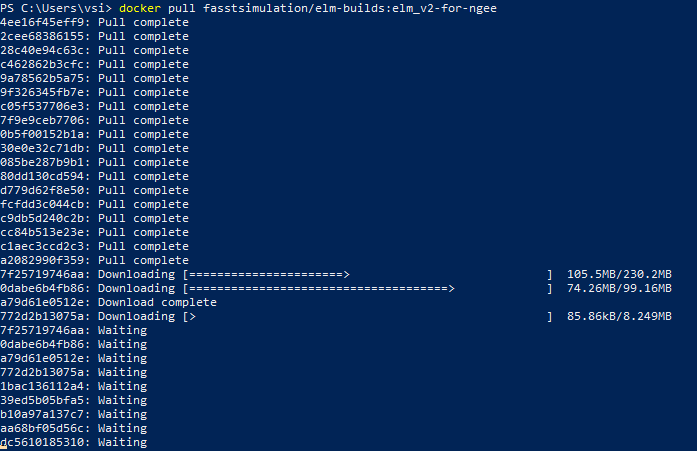 PS C:\Users\vsi> docker pull fasstsimulation/elm-builds:elm_v2-for-ngee
4ee16f45eff9: Pull complete
2cee68386155: Pull complete
28c40e94c63c: Pull complete
c462862b3cfc: Pull complete
9a78562b5a75: Pull complete
9f326345fb7e: Pull complete
c05f537706e3: Pull complete
7f9e9ceb7706: Pull complete
0b5f00152b1a: Pull complete
30e0e32c71db: Pull complete
085be287b9b1: Pull complete
80dd130cd594: Pull complete
d779d62f8e50: Pull complete
fcfdd3c044cb: Pull complete
c9db5d240c2b: Pull complete
cc84b513e23e: Pull complete
c1aec3ccd2c3: Pull complete
a2082990f359: Pull complete
7f25719746aa: Downloading [======================> ] 105.5MB/230.2MB
0dabe6b4fb86: Downloading [=====================================> ] 74.26MB/99.16MB
a79d61e0512e: Download complete
772d2b13075a: Downloading [> ] 85.86kB/8.249MB
7f25719746aa: Waiting
0dabe6b4fb86: Waiting
a79d61e0512e: Waiting
772d2b13075a: Waiting
1bac136112a4: Waiting
39ed5b05bfa5: Waiting
b10a97a137c7: Waiting
aa68bf05d56c: Waiting
dc5610185310: Waiting